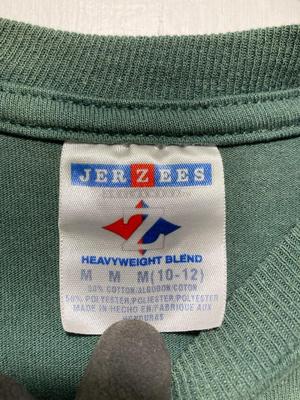 JERZEES
HEAVYWEIGHT BLEND
M M M(10-12)
50% COTTON/ALGODON/COTON
50% POLYESTER/POLIESTER/POLYESTER
MADE IN/HECHO EN/FABRIQUE AUX
HONDURAS